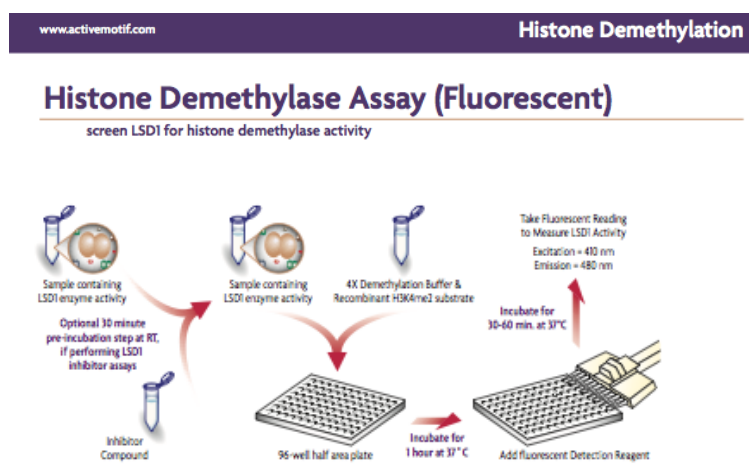 www.activemotif.com
Histone Demethylation
Histone Demethylase Assay (Fluorescent)
screen LSD1 for histone demethylase activity
Sample containing
LSD1 enzyme activity
Sample containing
LSD1 enzyme activity
4X Demethylation Buffer &
Recombinant H3K4me2 substrate
Take Fluorescent Reading
to Measure LSD1 Activity
Excitation = 410 nm
Emission = 480 nm
Optional 30 minute
pre-incubation step at RT,
if performing LSD1
inhibitor assays
Incubate for
30-60 min. at 37°C
Inhibitor
Compound
96-well half area plate
Incubate for
1 hour at 37°C
Add fluorescent Detection Reagent